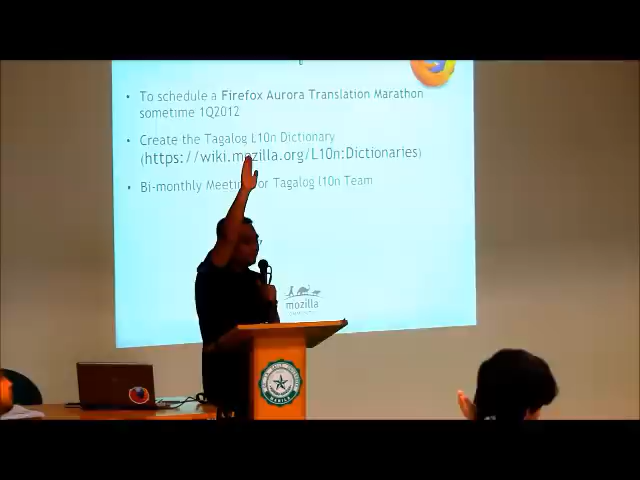 • To schedule a Firefox Aurora Translation Marathon
sometime 1Q2012
• Create the Tagalog L10n Dictionary
(https://wiki.mozilla.org/L10n:Dictionaries)
• Bi-monthly Meeting for Tagalog l10n Team
mozilla
MANILA